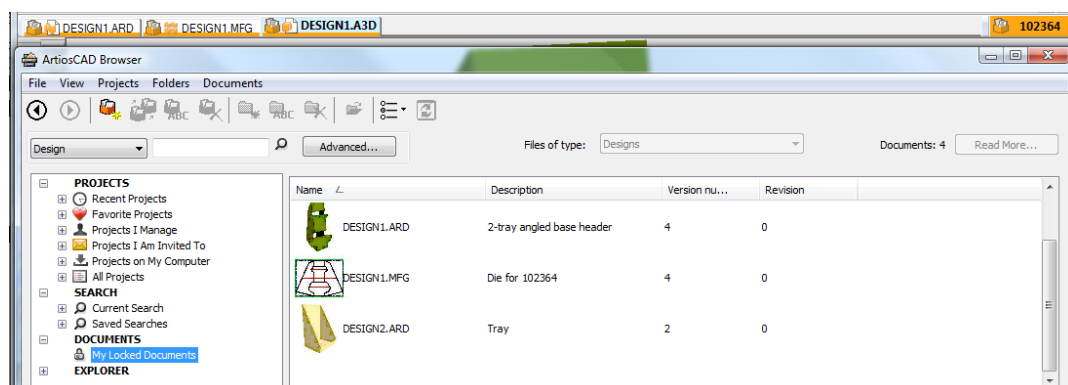 DESIGN1.ARD DESIGN1.MFG DESIGN1.A3D 102364
ArtiosCAD Browser
File View Projects Folders Documents
ABC ABC
Design Advanced... Files of type: Designs Documents: 4 Read More...
PROJECTS
Recent Projects
Favorite Projects
Projects I Manage
Projects I Am Invited To
Projects on My Computer
All Projects
SEARCH
Current Search
Saved Searches
DOCUMENTS
My Locked Documents
EXPLORER
Name Description Version nu... Revision
DESIGN1.ARD 2-tray angled base header 4 0
DESIGN1.MFG Die for 102364 4 0
DESIGN2.ARD Tray 2 0